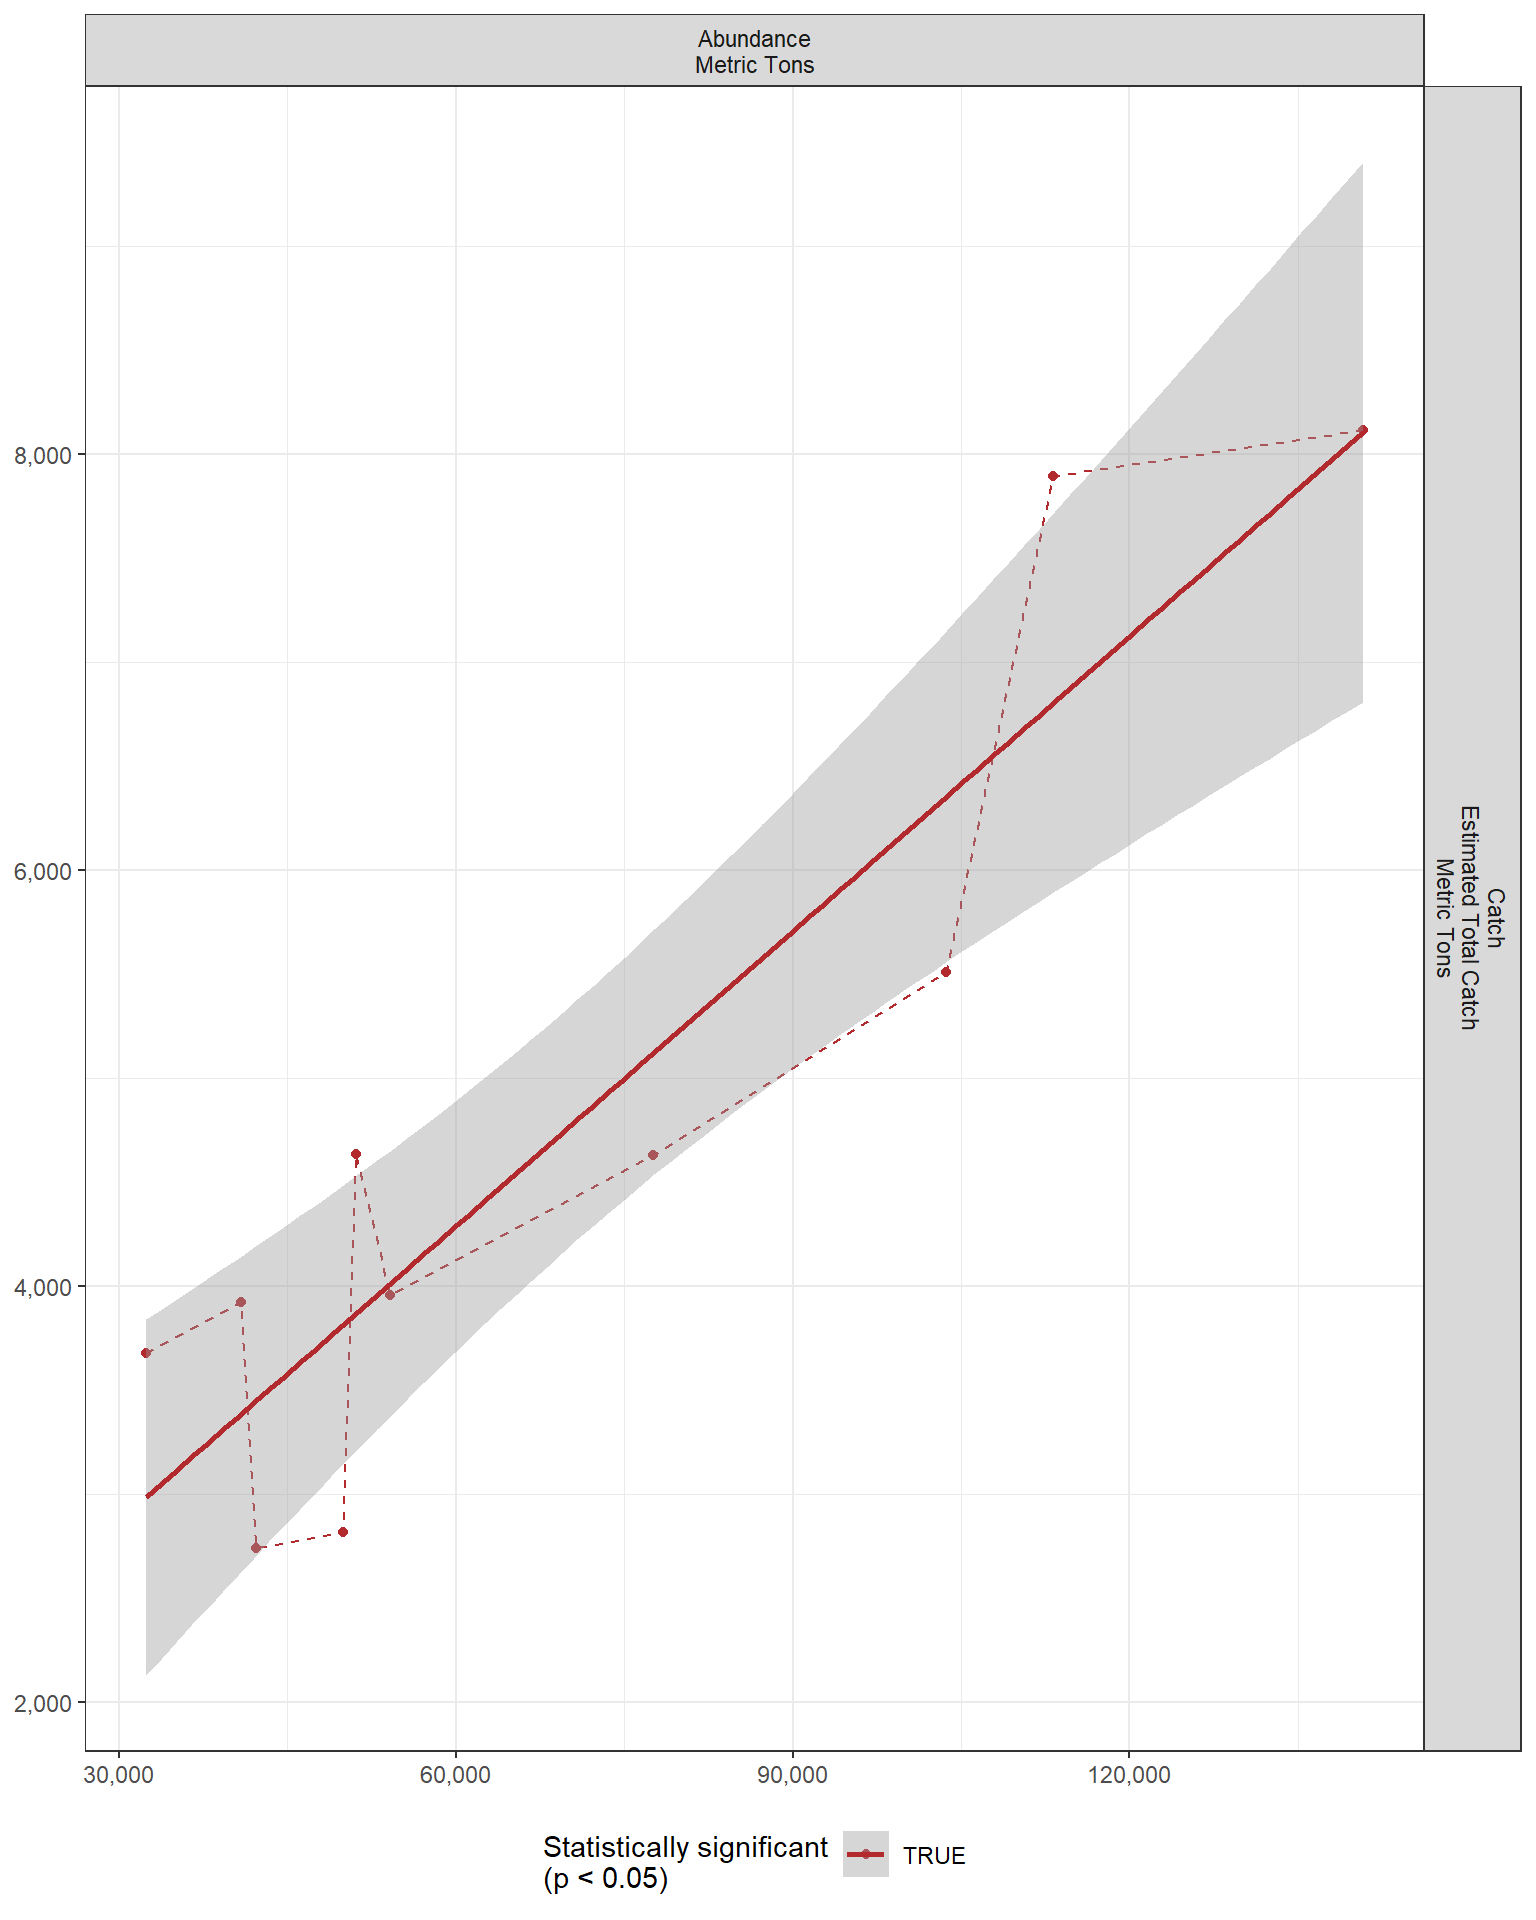 Abundance
Metric Tons
8,000
6,000
4,000
2,000
Catch
Estimated Total Catch
Metric Tons
30,000
60,000
90,000
120,000
Statistically significant
(p < 0.05)
TRUE